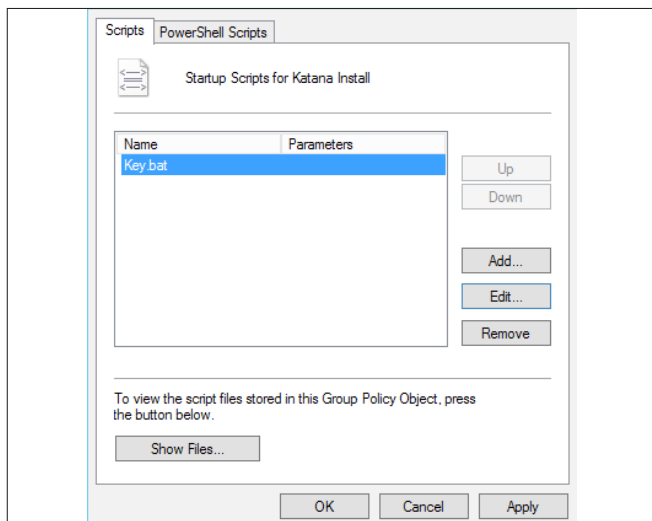 Scripts PowerShell Scripts
Startup Scripts for Katana Install
Name Parameters
Key.bat
Up
Down
Add...
Edit...
Remove
To view the script files stored in this Group Policy Object, press
the button below.
Show Files...
OK Cancel Apply